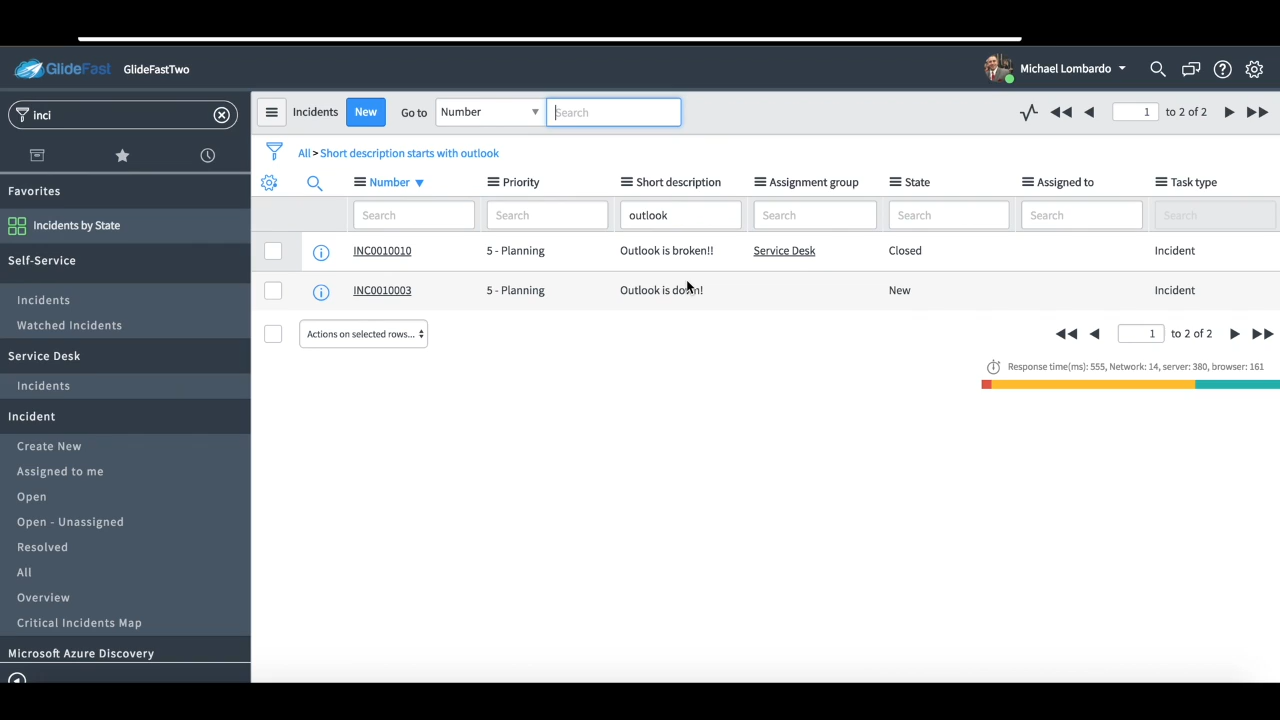 GlideFast GlideFastTwo Michael Lombardo
inci
Incidents New Go to Number Search 1 to 2 of 2
All > Short description starts with outlook
Number Priority Short description Assignment group State Assigned to Task type
Search Search outlook Search Search Search Search
INC0010010 5 - Planning Outlook is broken!! Service Desk Closed Incident
INC0010003 5 - Planning Outlook is down! New Incident
Actions on selected rows... 1 to 2 of 2
Response time(ms): 555, Network: 14, server: 380, browser: 161
Favorites
Incidents by State
Self-Service
Incidents
Watched Incidents
Service Desk
Incidents
Incident
Create New
Assigned to me
Open
Open - Unassigned
Resolved
All
Overview
Critical Incidents Map
Microsoft Azure Discovery